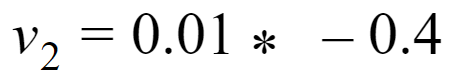 v₂ = 0.01 * – 0.4